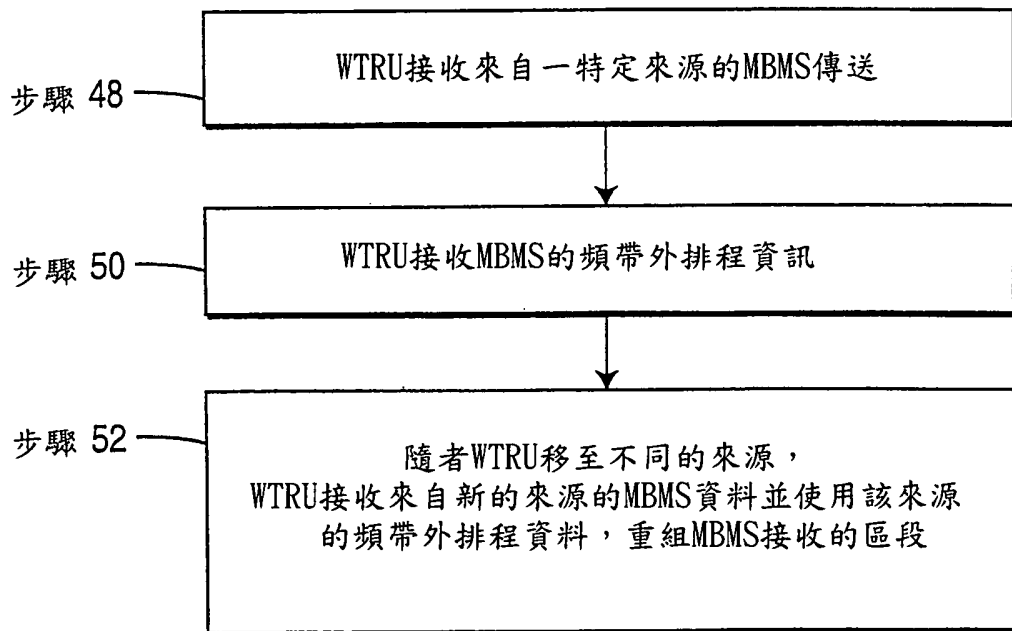 步驟 48
WTRU接收來自一特定來源的MBMS傳送
步驟 50
WTRU接收MBMS的頻帶外排程資訊
步驟 52
隨者WTRU移至不同的來源，
WTRU接收來自新的來源的MBMS資料並使用該來源
的頻帶外排程資料，重組MBMS接收的區段